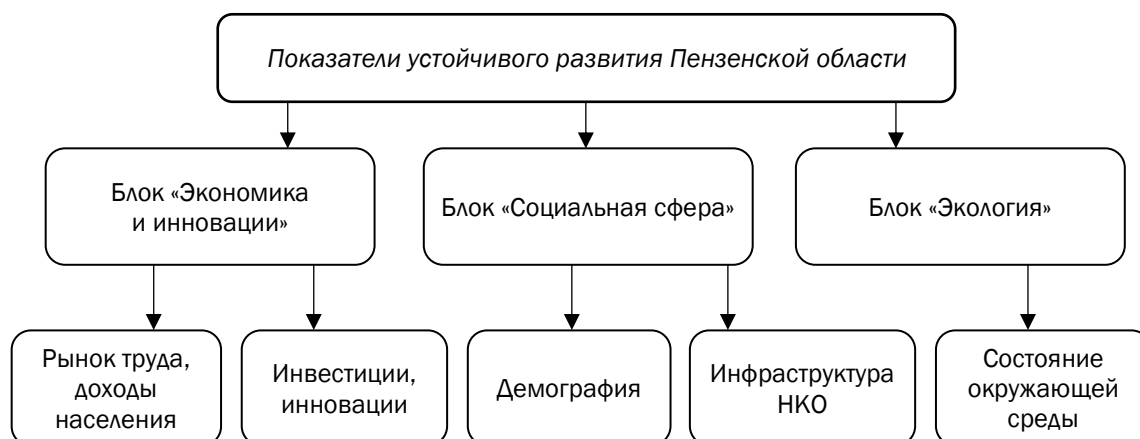 Показатели устойчивого развития Пензенской области
Блок «Экономика
и инновации»
Блок «Социальная сфера»
Блок «Экология»
Рынок труда,
доходы
населения
Инвестиции,
инновации
Демография
Инфраструктура
НКО
Состояние
окружающей
среды